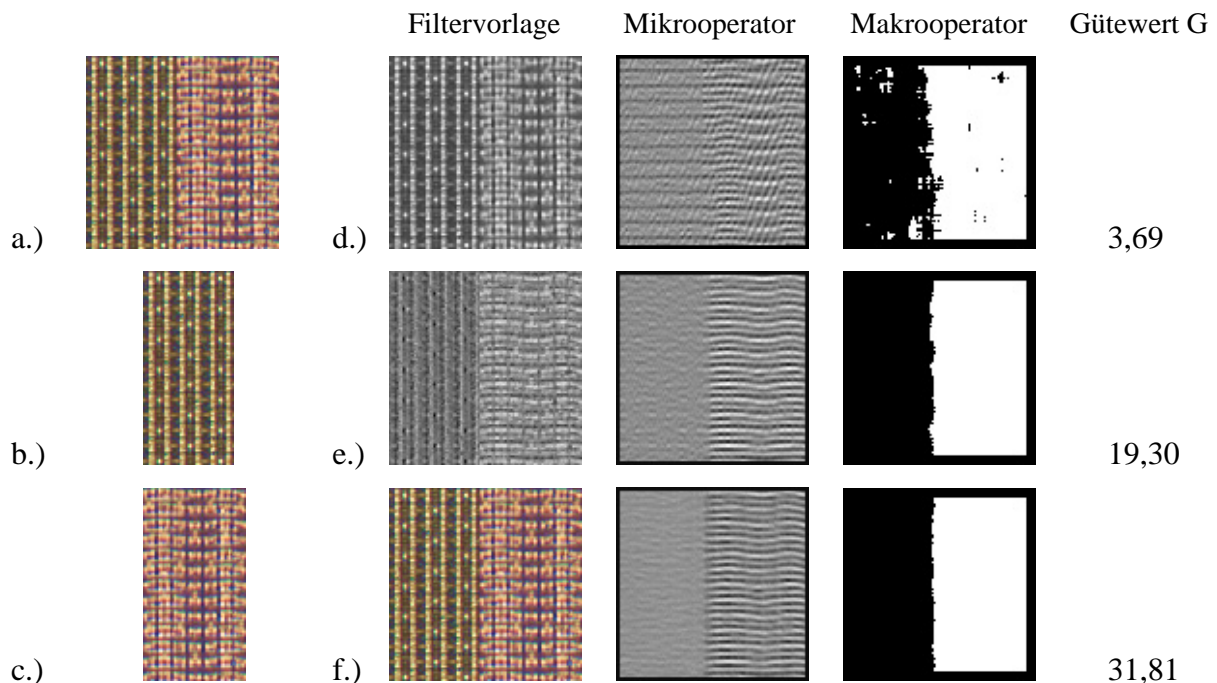 Filtervorlage Mikrooperator Makrooperator Gütewert G
a.) d.) 3,69
b.) e.) 19,30
c.) f.) 31,81